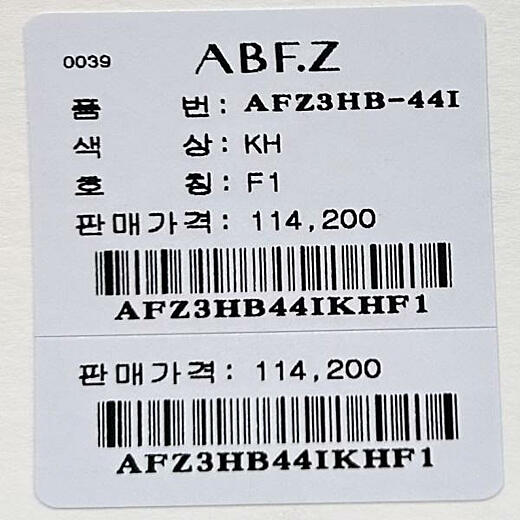 0039 ABF.Z
품 번: AFZ3HB-44I
색 상: KH
호 칭: F1
판매가격: 114,200
AFZ3HB44IKHF1
판매가격: 114,200
AFZ3HB44IKHF1